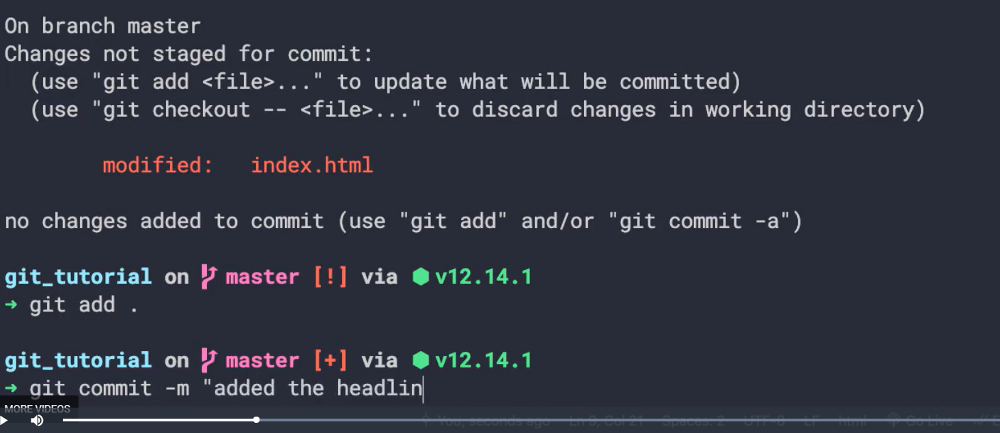 On branch master
Changes not staged for commit:
(use "git add <file>..." to update what will be committed)
(use "git checkout -- <file>..." to discard changes in working directory)
modified: index.html
no changes added to commit (use "git add" and/or "git commit -a")
git_tutorial on master [!] via v12.14.1
→ git add .
git_tutorial on master [+] via v12.14.1
→ git commit -m "added the headlin
MORE VIDEOS
You, seconds ago Ln 9, Col 21 Spaces: 2 UTF-8 LF html Go Live